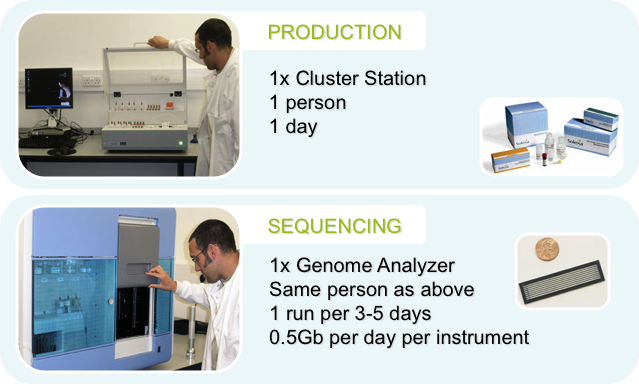 PRODUCTION
1x Cluster Station
1 person
1 day
SEQUENCING
1x Genome Analyzer
Same person as above
1 run per 3-5 days
0.5Gb per day per instrument